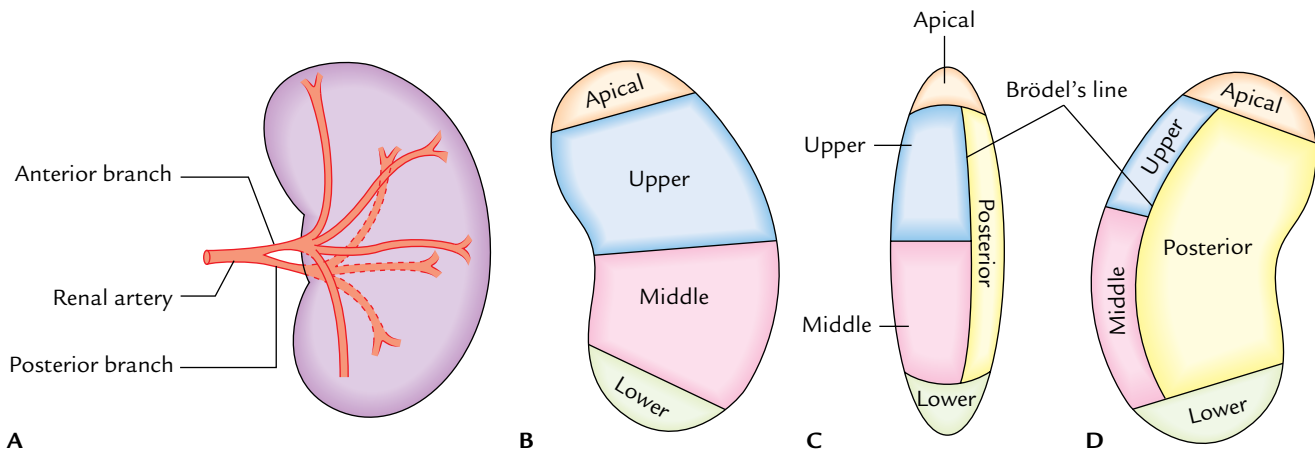 Anterior branch
Renal artery
Posterior branch
A
Apical
Upper
Middle
Lower
B
Apical
Upper
Middle
Posterior
Lower
C
Brödel's line
Apical
Upper
Middle
Posterior
Lower
D